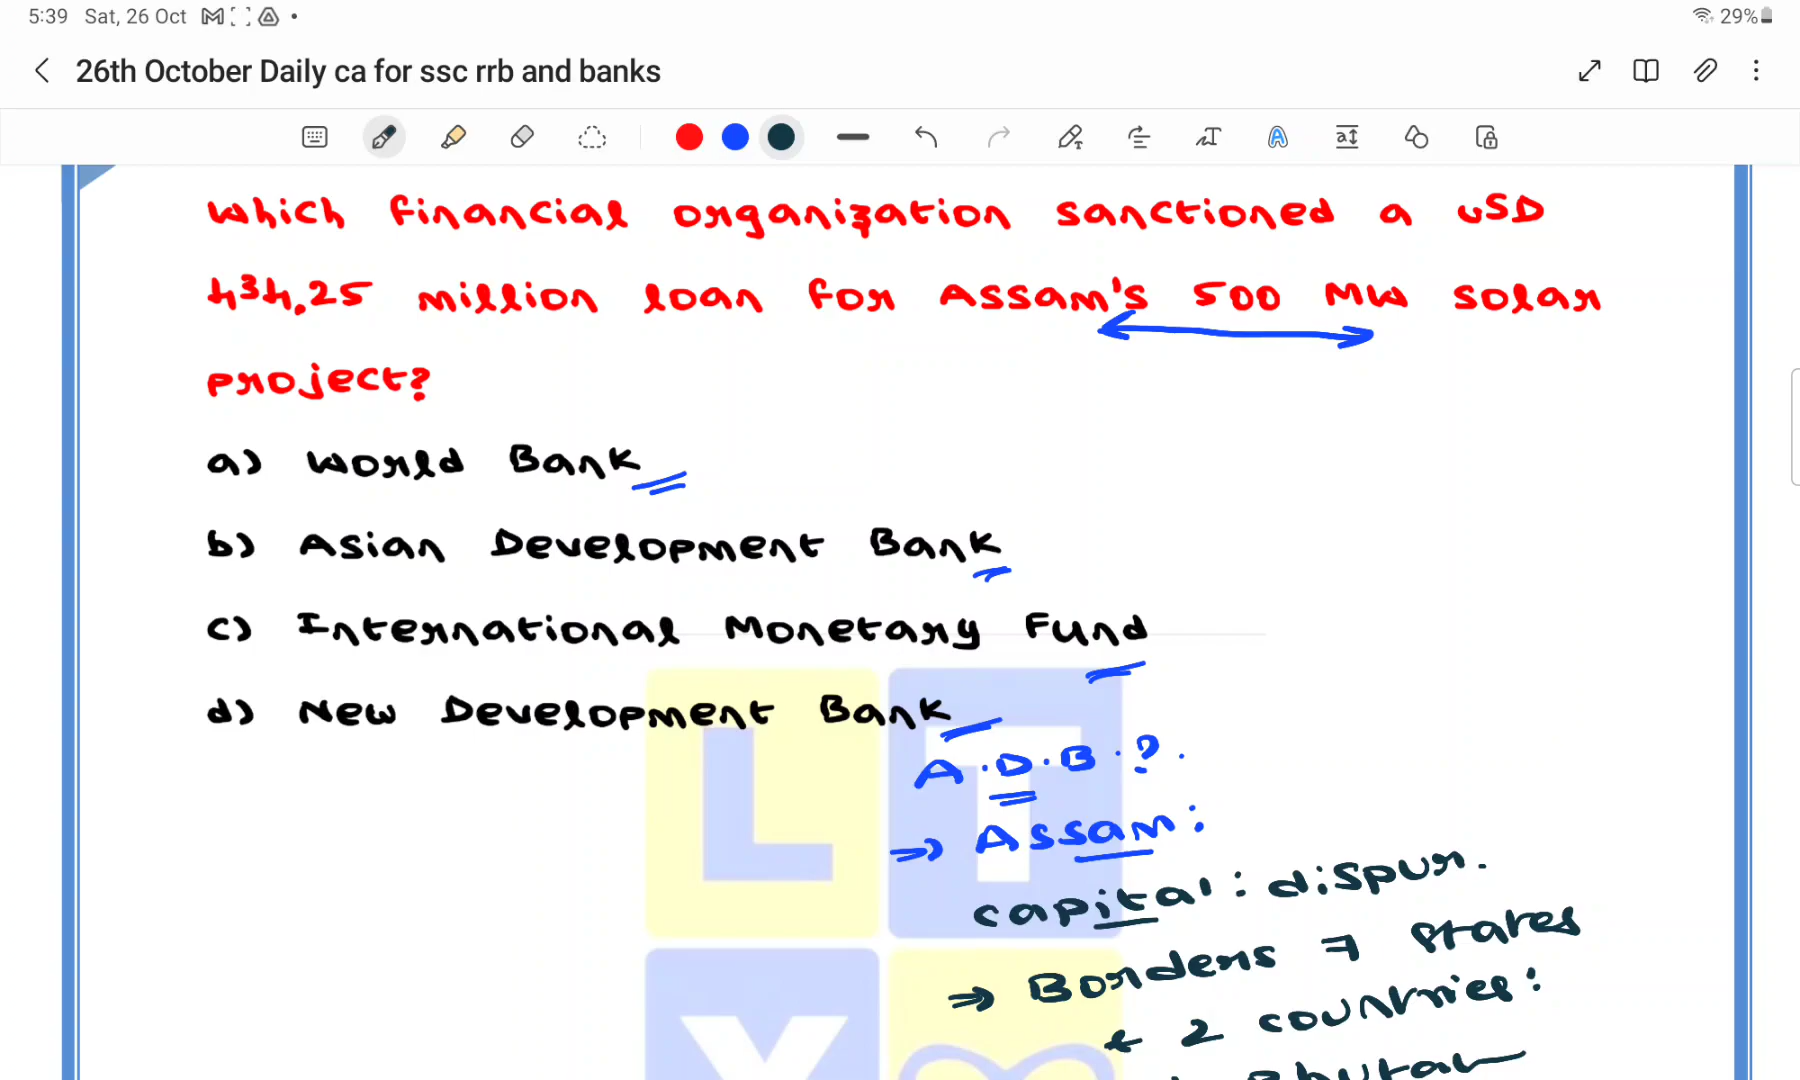 5:39 Sat, 26 Oct
29%
26th October Daily ca for ssc rrb and banks
Which financial organization sanctioned a USD
434.25 million loan for Assam's 500 MW solar
project?
a) World Bank
b) Asian Development Bank
c) International Monetary Fund
d) New Development Bank
A.D.B.?.
⇒ Assam:
capital: dispur.
⇒ Borders 7 states
← 2 countries:
Bhutan
L T
Y